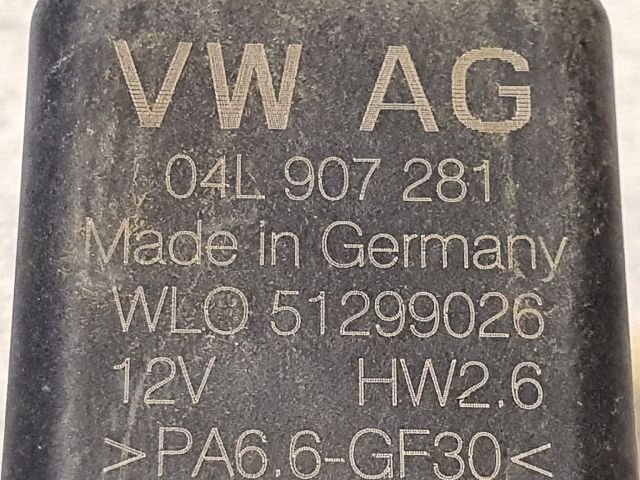 VW AG
04L 907 281
Made in Germany
WLO 51299026
12V HW2.6
>PA6.6-GF30<